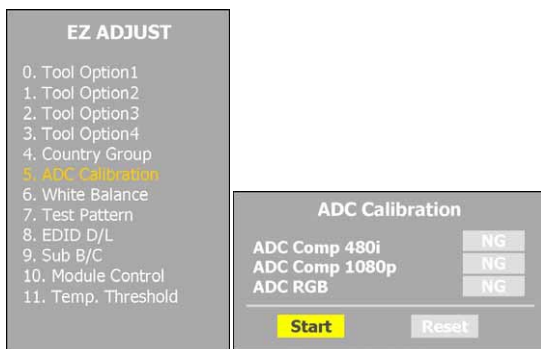 EZ ADJUST
0. Tool Option1
1. Tool Option2
2. Tool Option3
3. Tool Option4
4. Country Group
5. ADC Calibration
6. White Balance
7. Test Pattern
8. EDID D/L
9. Sub B/C
10. Module Control
11. Temp. Threshold
ADC Calibration
ADC Comp 480i NG
ADC Comp 1080p NG
ADC RGB NG
Start Reset